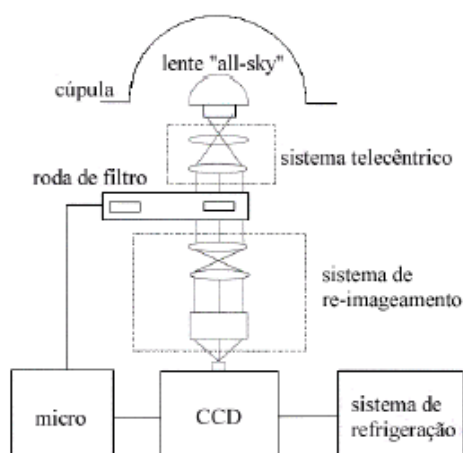 lente "all-sky"
cúpula
sistema telecêntrico
roda de filtro
sistema de
re-imageamento
micro
CCD
sistema de
refrigeração